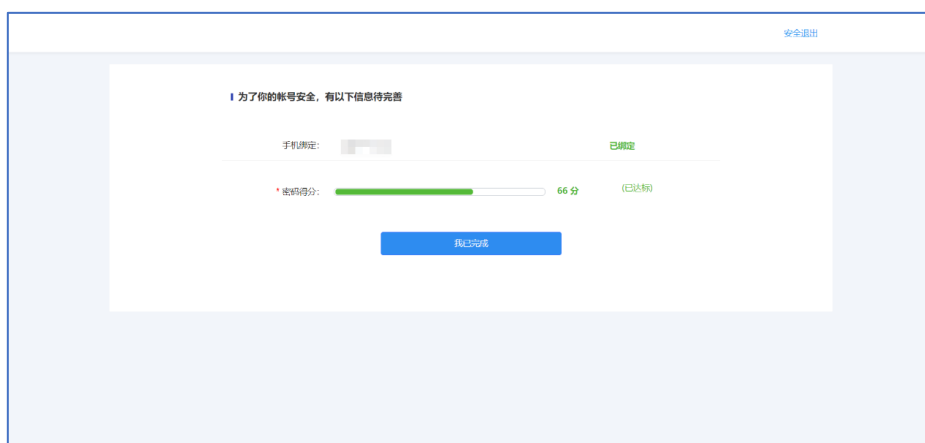 安全退出
为了你的帐号安全，有以下信息待完善
手机绑定： 已绑定
*密码得分： 66 分 (已达标)
我已完成